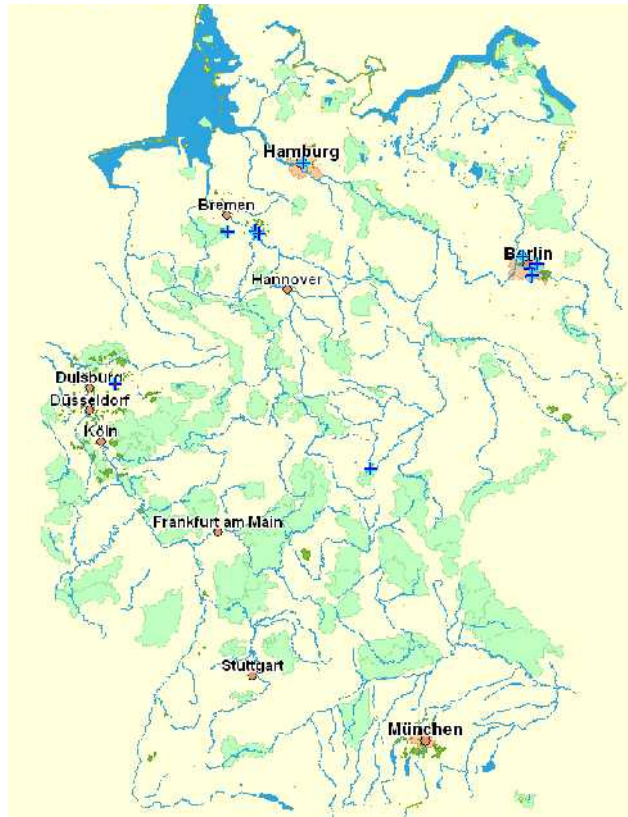 Hamburg
Bremen
Berlin
Hannover
Duisburg
Düsseldorf
Köln
Frankfurt am Main
Stuttgart
München